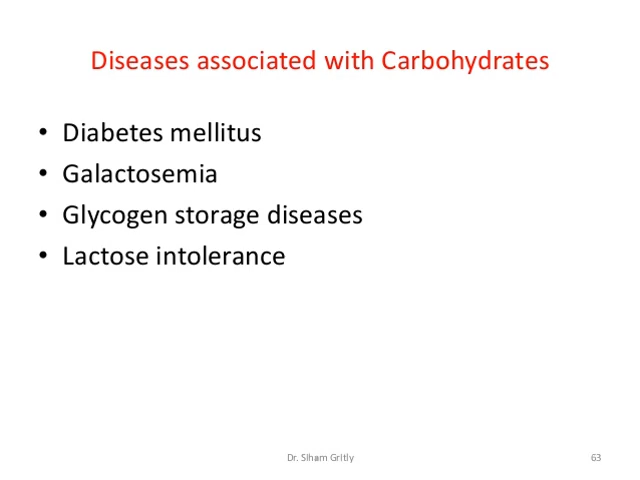 Diseases associated with Carbohydrates
• Diabetes mellitus
• Galactosemia
• Glycogen storage diseases
• Lactose intolerance
Dr. Siham Gritly
63